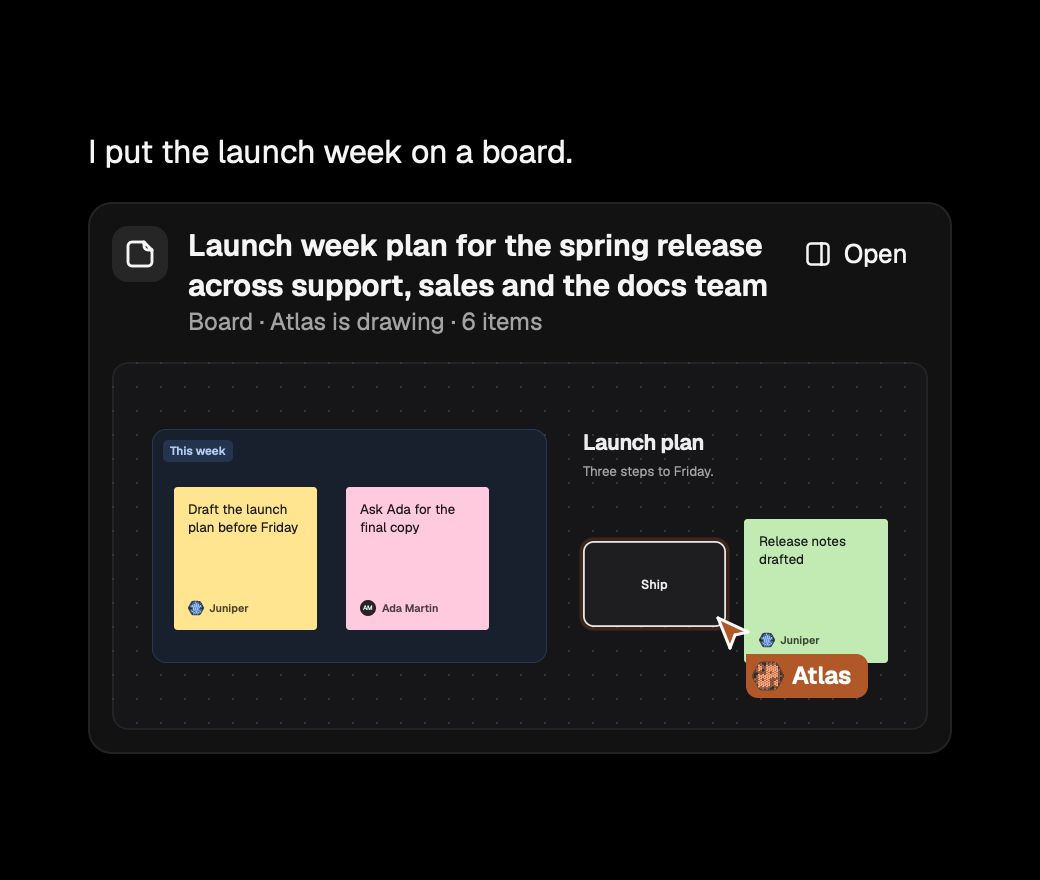 I put the launch week on a board.
Launch week plan for the spring release
across support, sales and the docs team
Board · Atlas is drawing · 6 items
Open
This week
Draft the launch
plan before Friday
Juniper
Ask Ada for the
final copy
AM
Ada Martin
Launch plan
Three steps to Friday.
Ship
Release notes
drafted
Juniper
Atlas